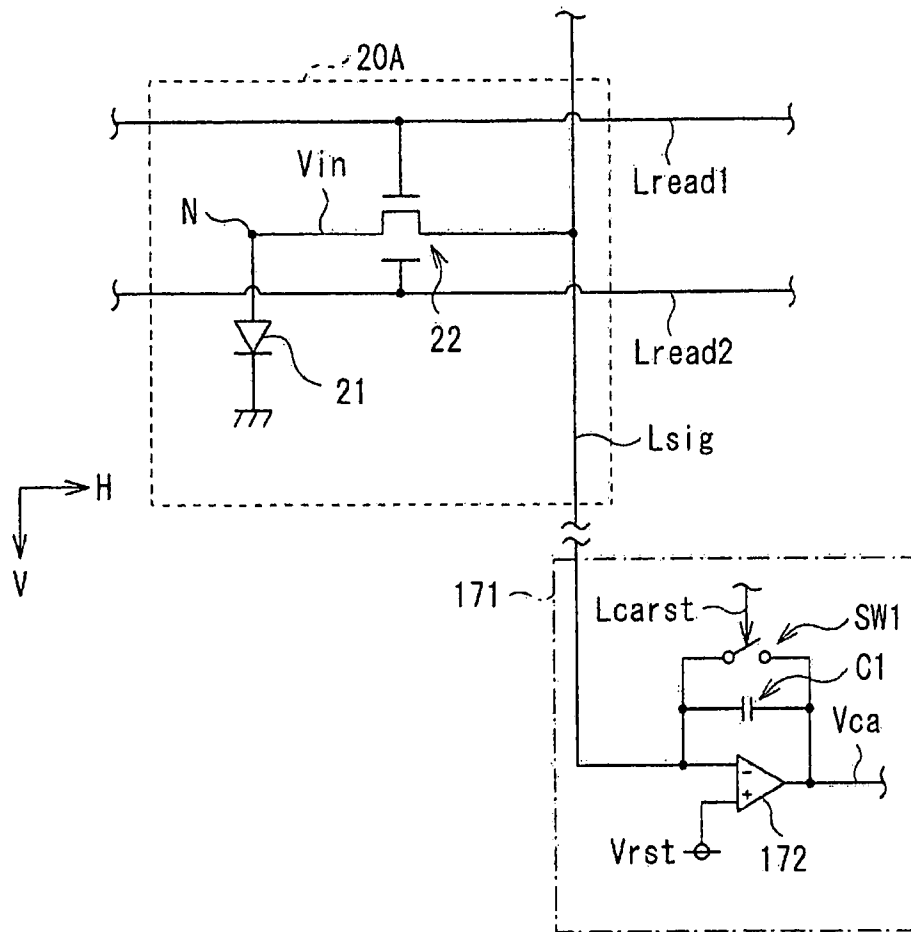 20A
Lread1
Vin
N
22
Lread2
21
Lsig
H
V
171
Lcarst
SW1
C1
Vca
-
+
Vrst
172